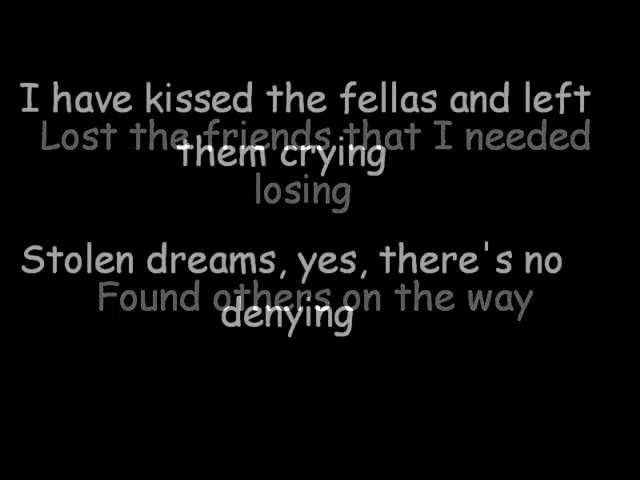 I have kissed the fellas and left
Lost the friends that I needed
them crying
losing
Stolen dreams, yes, there's no
Found others on the way
denying